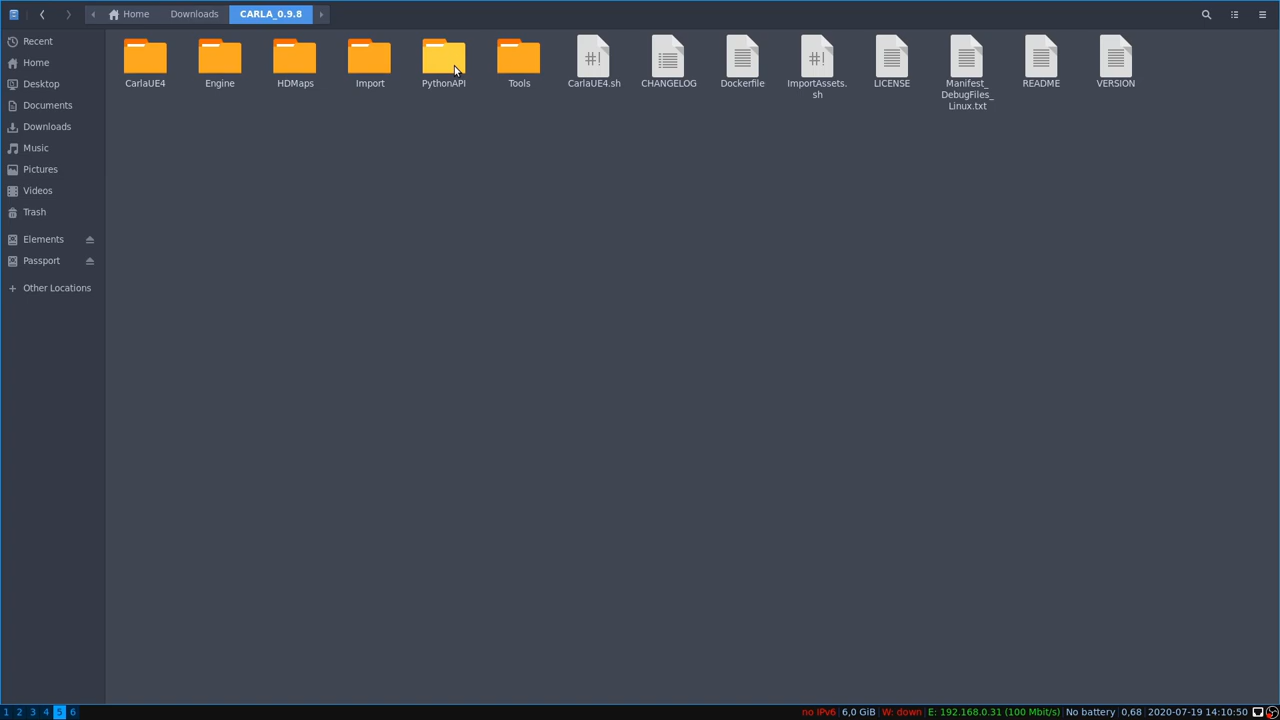 Home
Downloads
CARLA_0.9.8
Recent
Home
Desktop
Documents
Downloads
Music
Pictures
Videos
Trash
Elements
Passport
Other Locations
CarlaUE4
Engine
HDMaps
Import
PythonAPI
Tools
#!
CarlaUE4.sh
CHANGELOG
Dockerfile
#!
ImportAssets.
sh
LICENSE
Manifest_
DebugFiles_
Linux.txt
README
VERSION
1 2 3 4 5 6
no IPv6 6,0 GiB W: down E: 192.168.0.31 (100 Mbit/s) No battery 0,68 2020-07-19 14:10:50